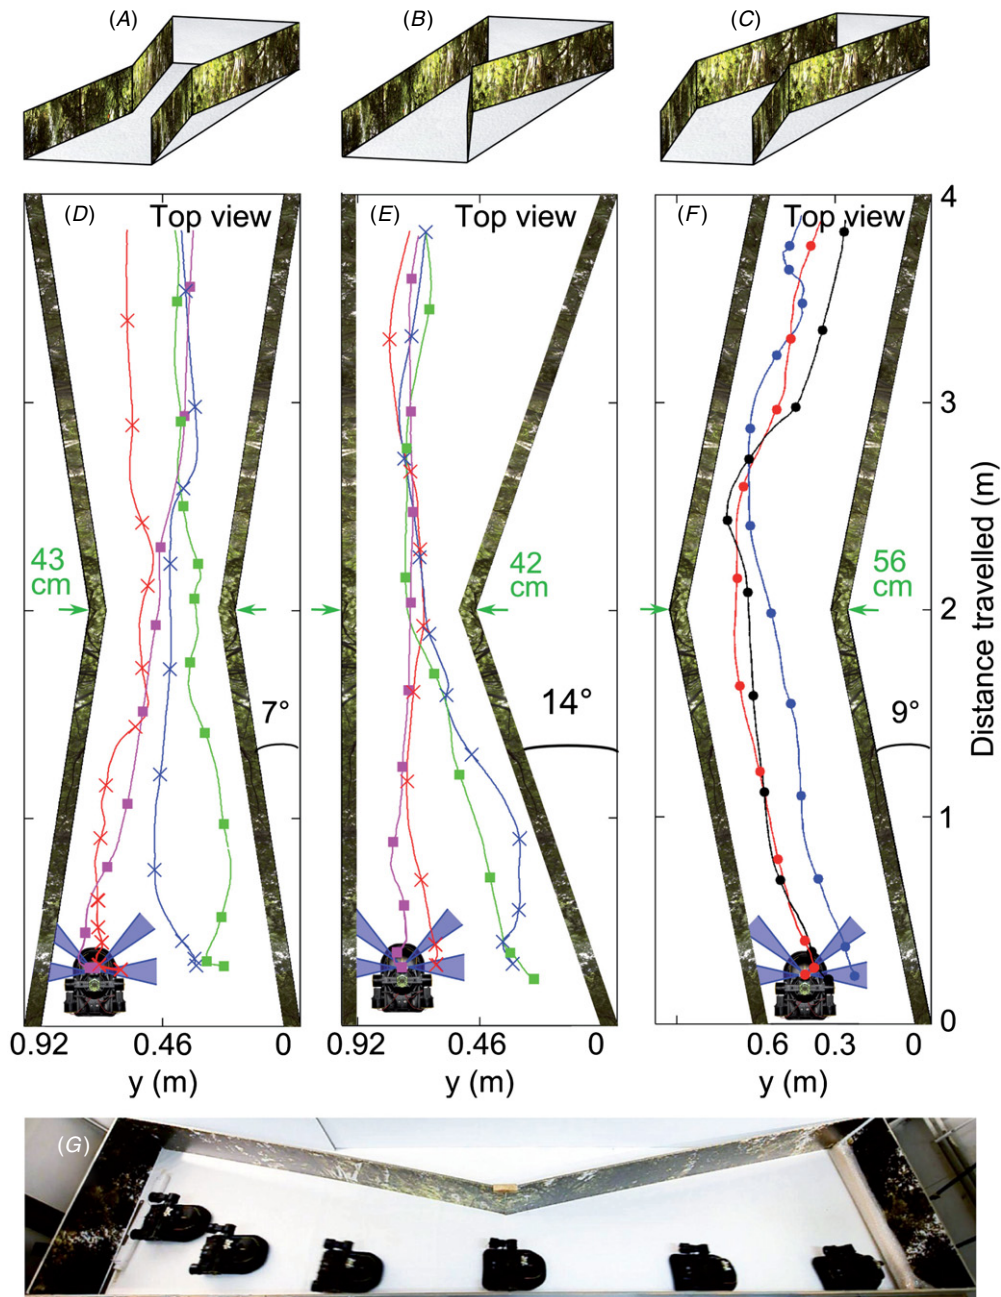 (A)
(B)
(C)
(D) Top view
(E) Top view
(F) Top view
4
3
43
cm
42
cm
56
cm
2
7°
14°
9°
1
0
Distance travelled (m)
0.92 0.46 0
0.92 0.46 0
0.6 0.3 0
y (m)
y (m)
y (m)
(G)